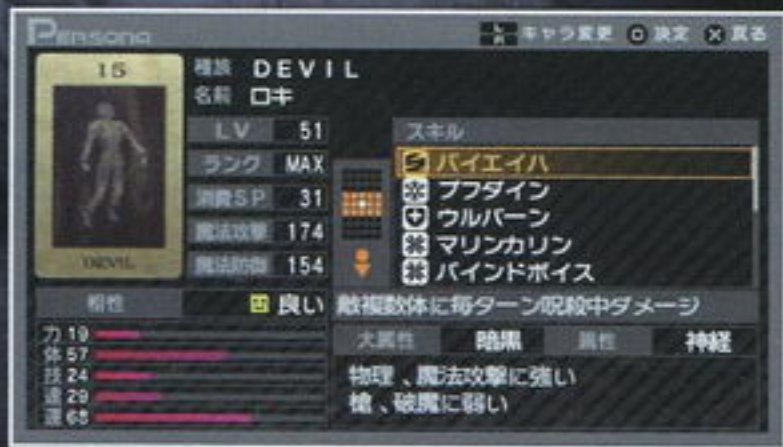 PERSONA
L R キャラ変更 ○ 決定 × 戻る
15
DEVIL
種族 DEVIL
名前 ロキ
LV 51
ランク MAX
消費SP 31
魔法攻撃 174
魔法防御 154
スキル
バイエイハ
ブフダイン
ウルバーン
マリンカリン
バインドボイス
相性 良い
敵複数体に毎ターン呪殺中ダメージ
力 19
体 57
技 24
速 29
運 68
大属性 暗黒 属性 神経
物理、魔法攻撃に強い
槍、破魔に弱い